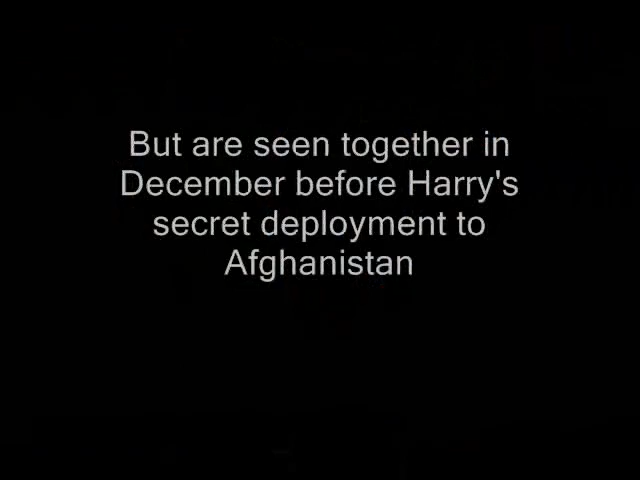 But are seen together in
December before Harry's
secret deployment to
Afghanistan